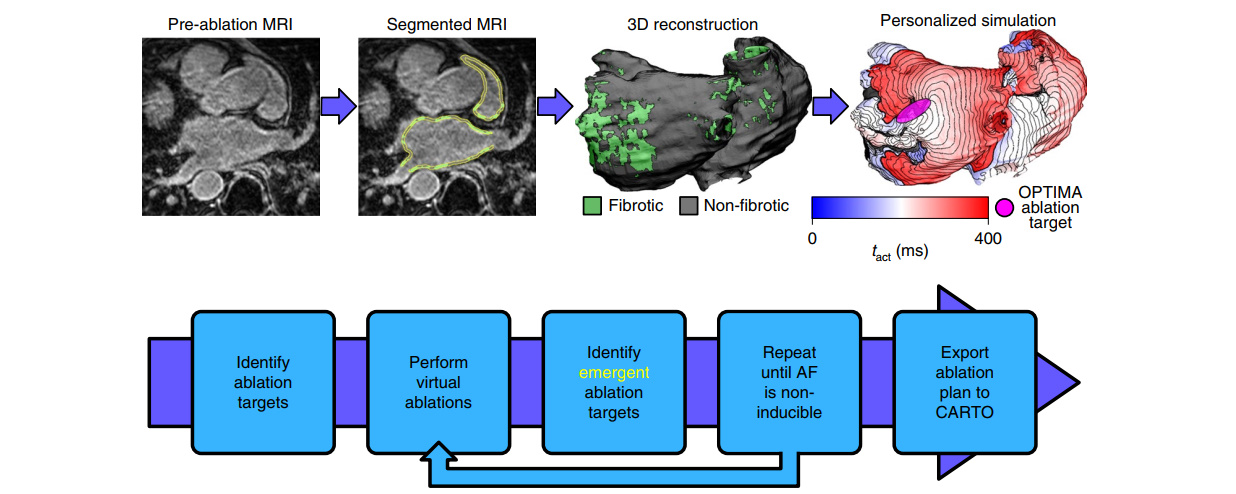 Pre-ablation MRI
Segmented MRI
3D reconstruction
Personalized simulation
Fibrotic
Non-fibrotic
0
400
t_act (ms)
OPTIMA
ablation
target
Identify
ablation
targets
Perform
virtual
ablations
Identify
emergent
ablation
targets
Repeat
until AF
is non-
inducible
Export
ablation
plan to
CARTO